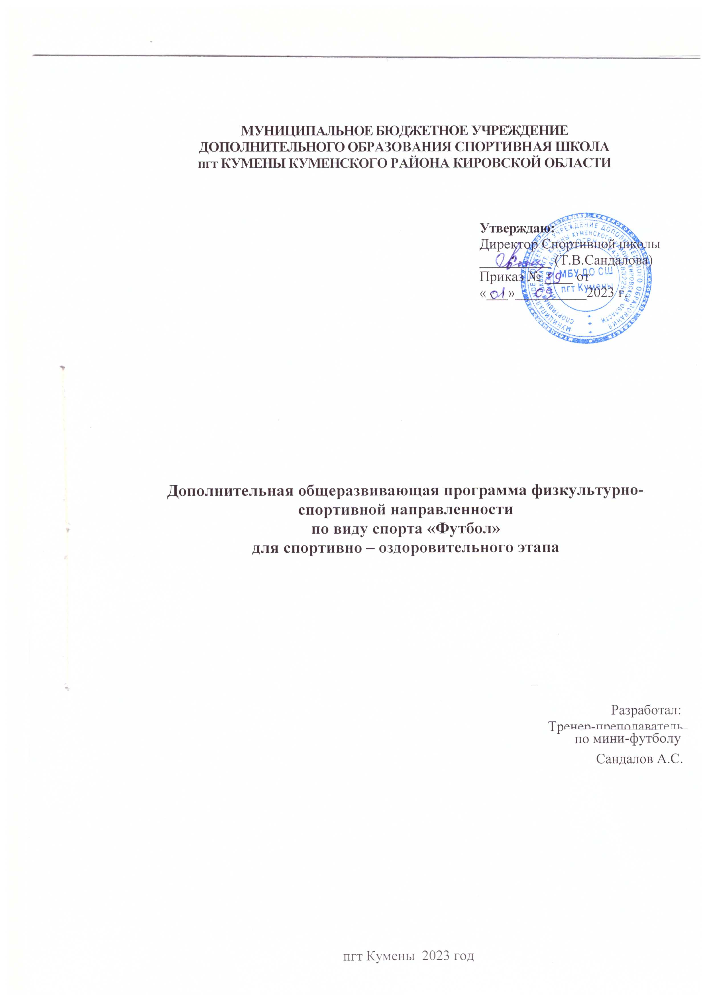 МУНИЦИПАЛЬНОЕ БЮДЖЕТНОЕ УЧРЕЖДЕНИЕ
ДОПОЛНИТЕЛЬНОГО ОБРАЗОВАНИЯ СПОРТИВНАЯ ШКОЛА
пгт КУМЕНЫ КУМЕНСКОГО РАЙОНА КИРОВСКОЙ ОБЛАСТИ
Утверждаю:
Директор Спортивной школы
(Т.В.Сандалова)
Приказ № от
«01» 09 2023 г.
МБУ ДО СШ
пгт Кумены
Дополнительная общеразвивающая программа физкультурно-
спортивной направленности
по виду спорта «Футбол»
для спортивно – оздоровительного этапа
Разработал:
Тренер-преподаватель
по мини-футболу
Сандалов А.С.
пгт Кумены 2023 год